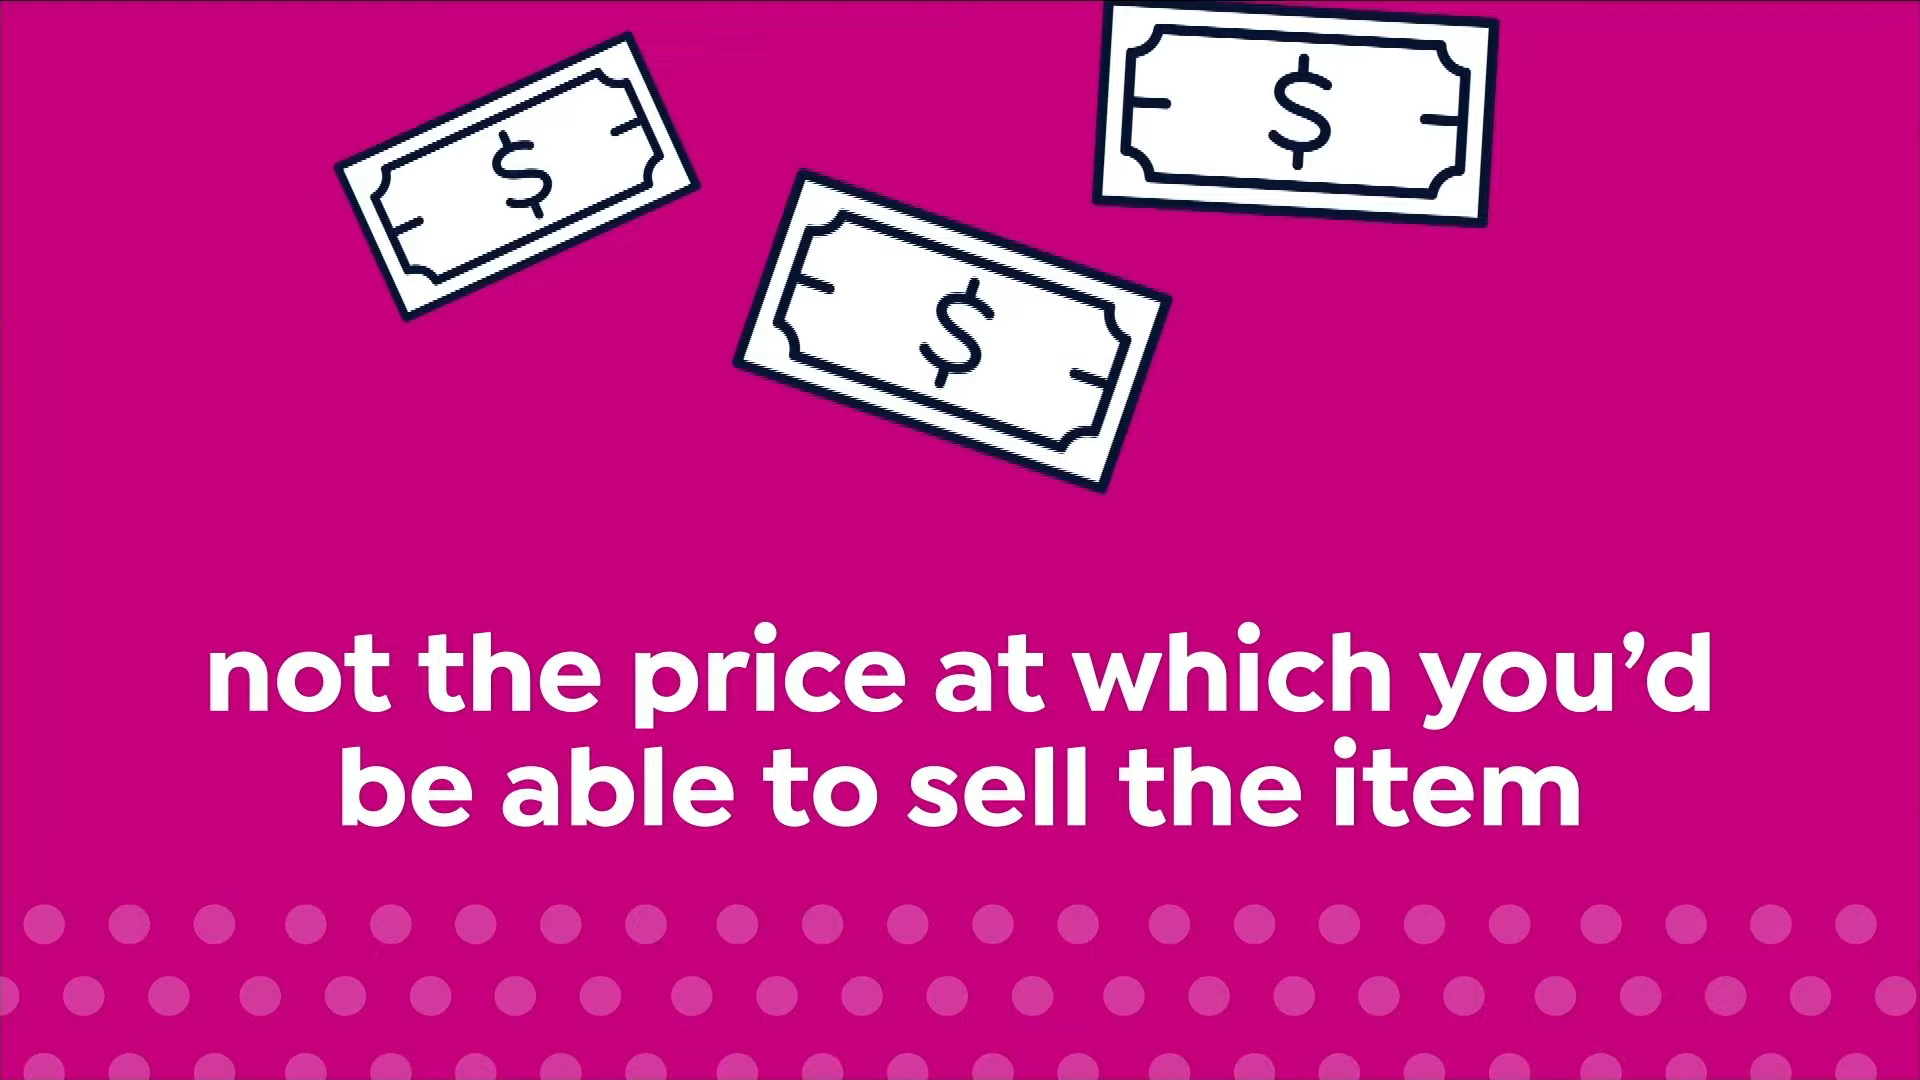 $
$
$
not the price at which you’d
be able to sell the item